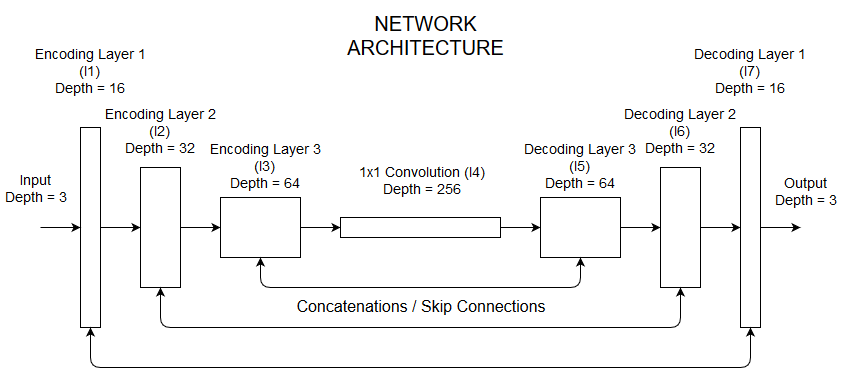 NETWORK
ARCHITECTURE
Encoding Layer 1
(l1)
Depth = 16
Decoding Layer 1
(l7)
Depth = 16
Encoding Layer 2
(l2)
Depth = 32
Decoding Layer 2
(l6)
Depth = 32
Encoding Layer 3
(l3)
Depth = 64
Decoding Layer 3
(l5)
Depth = 64
1x1 Convolution (l4)
Depth = 256
Input
Depth = 3
Output
Depth = 3
Concatenations / Skip Connections